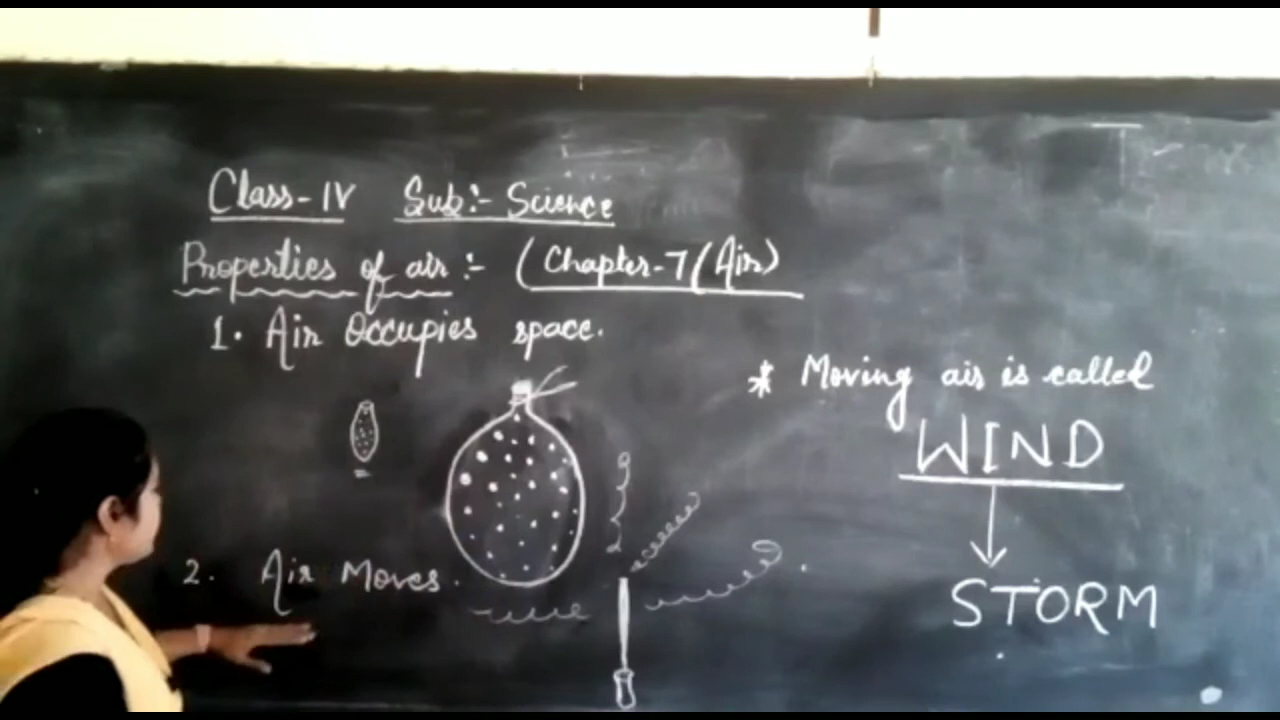 Class-IV Sub:- Science
Properties of air:- (Chapter-7(Air)
1. Air Occupies space.
* Moving air is called
WIND
STORM
2. Air Moves.